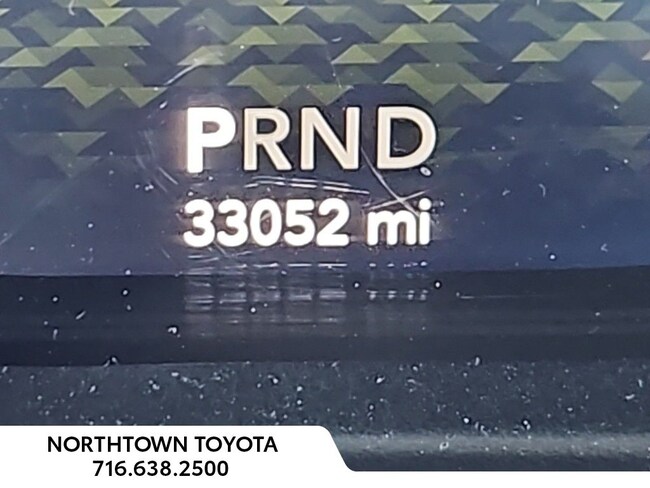 PRND
33052 mi
NORTHTOWN TOYOTA
716.638.2500